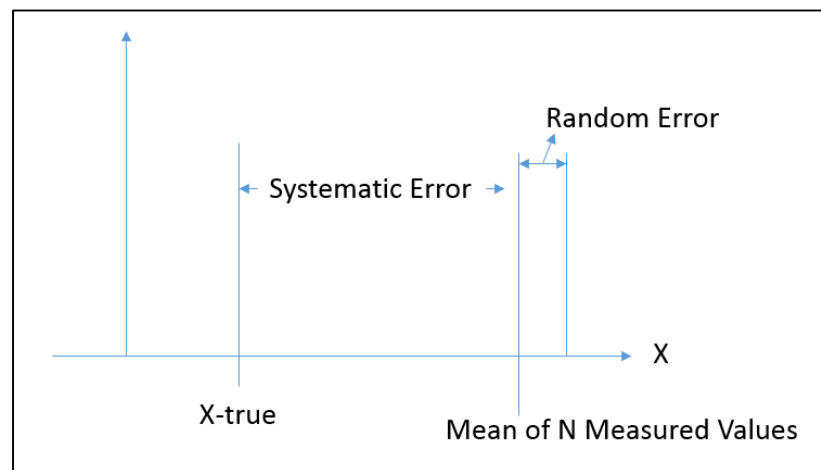 Random Error
Systematic Error
X
X-true
Mean of N Measured Values